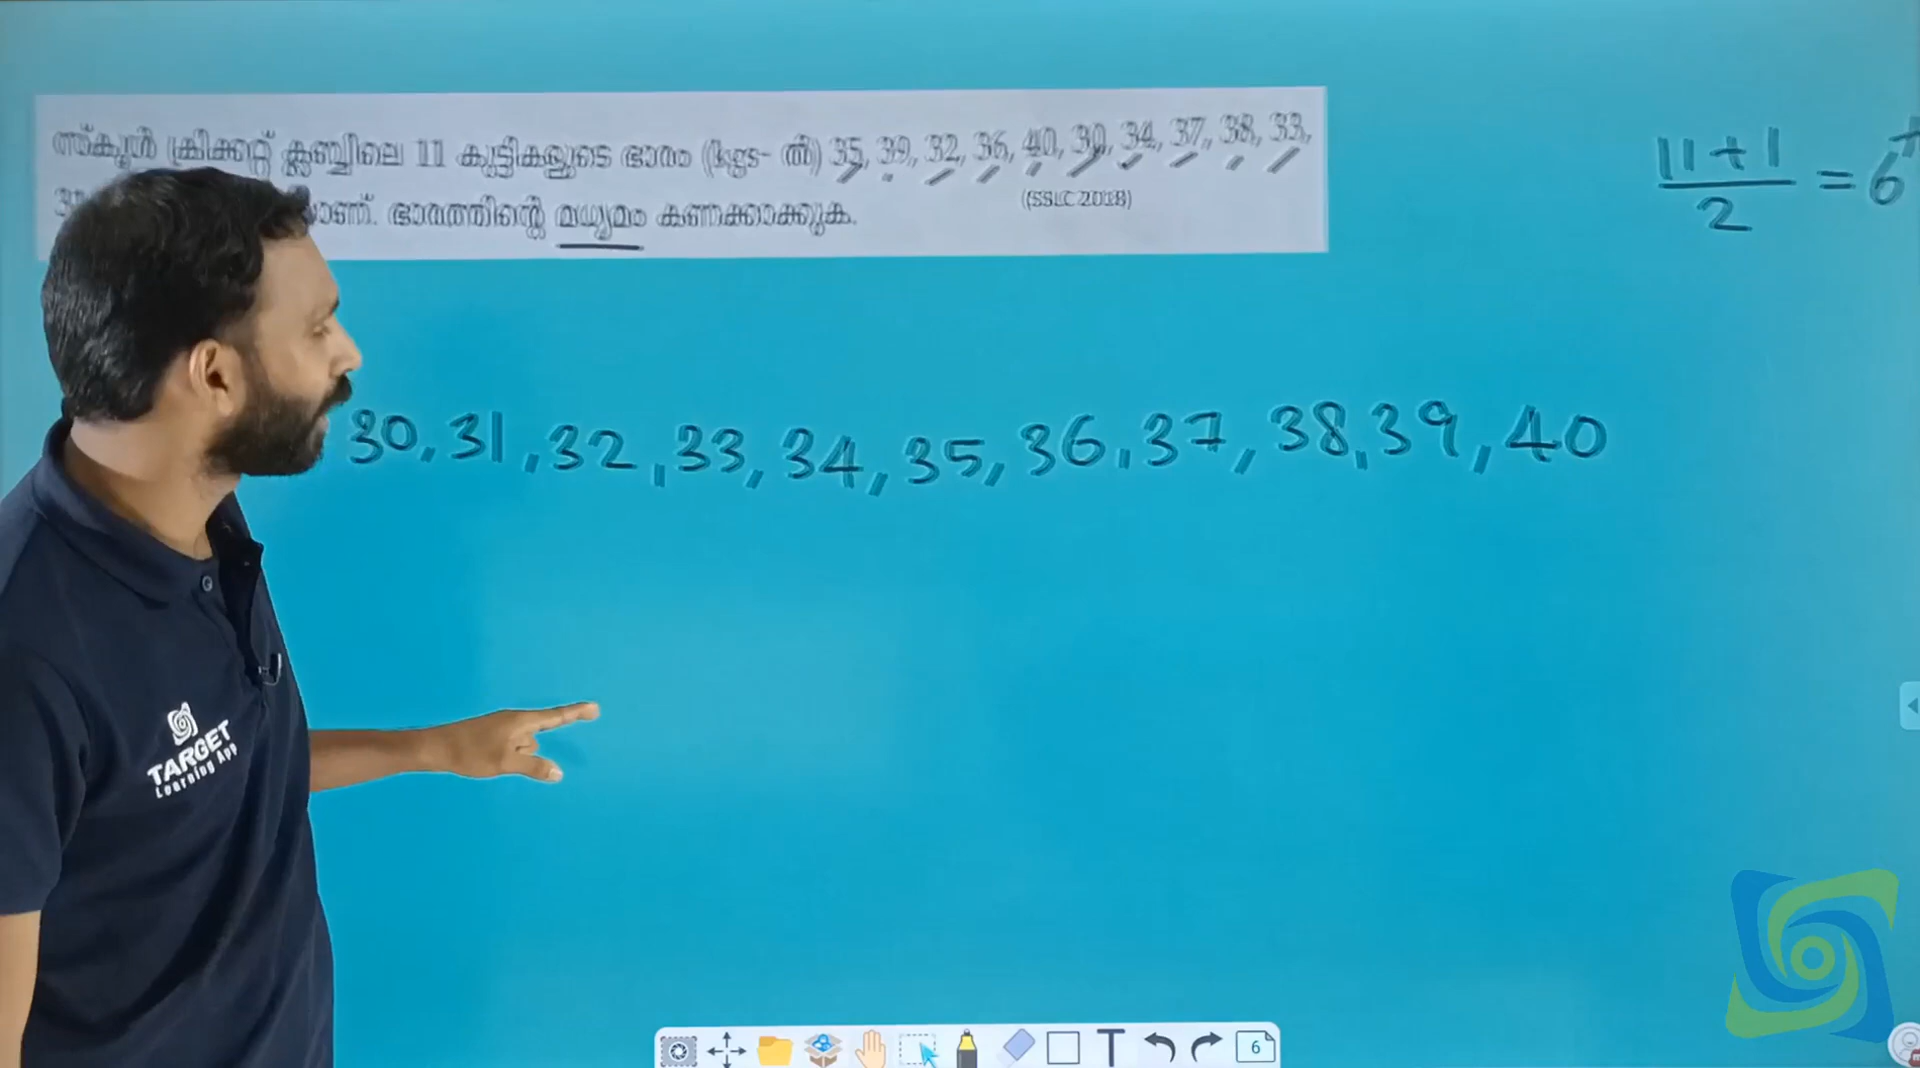 സ്കൂൾ ക്രിക്കറ്റ് ക്ലബ്ബിലെ 11 കുട്ടികളുടെ ഭാരം (kgs- ൽ) 35, 39, 32, 36, 40, 30, 34, 37, 38, 33,
ാണ്. ഭാരത്തിന്റെ മധ്യമം കണക്കാക്കുക.
(SSLC 2018)
11 + 1
2
= 6
30, 31, 32, 33, 34, 35, 36, 37, 38, 39, 40
TARGET
Learning App
T
6